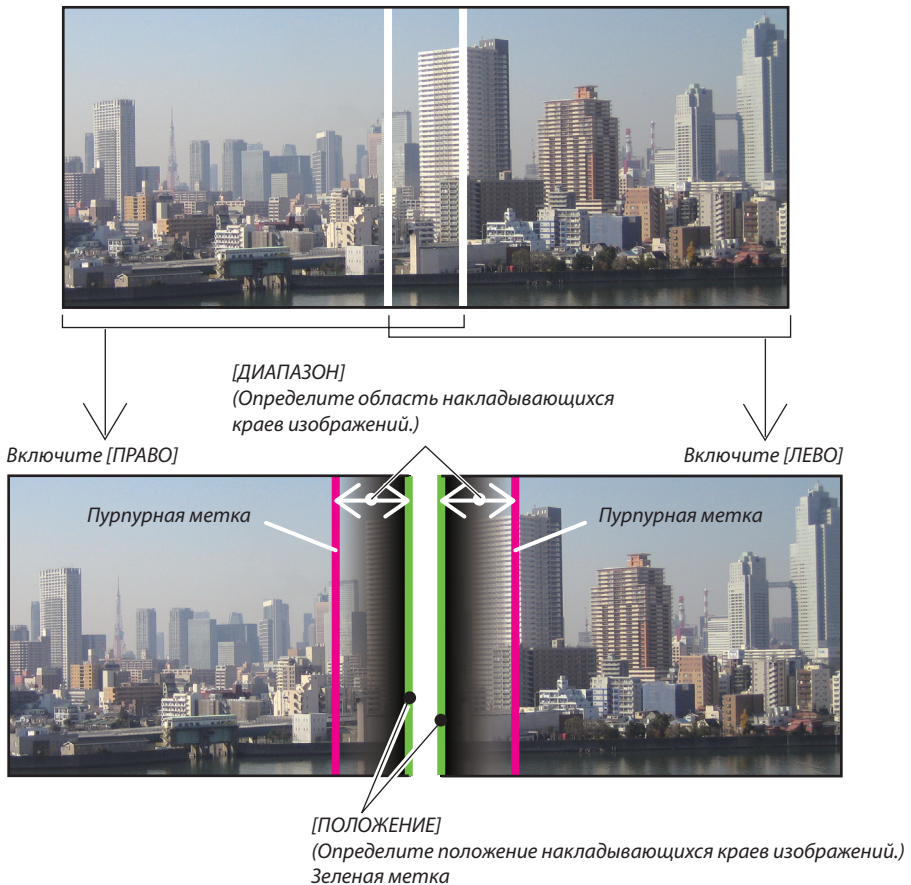 [ДИАПАЗОН]
(Определите область накладывающихся
краев изображений.)
Включите [ПРАВО]
Включите [ЛЕВО]
Пурпурная метка
Пурпурная метка
[ПОЛОЖЕНИЕ]
(Определите положение накладывающихся краев изображений.)
Зеленая метка